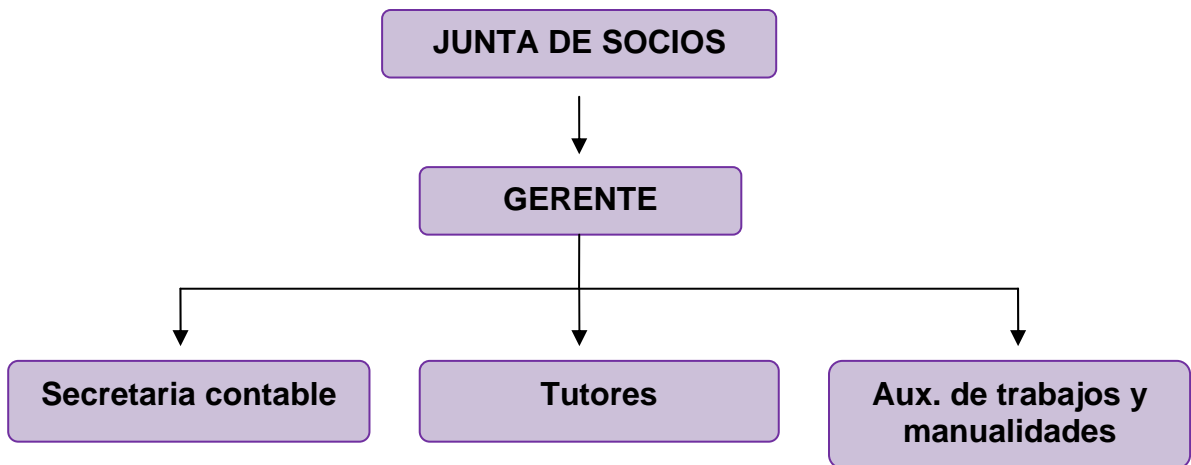 JUNTA DE SOCIOS
GERENTE
Secretaria contable
Tutores
Aux. de trabajos y
manualidades